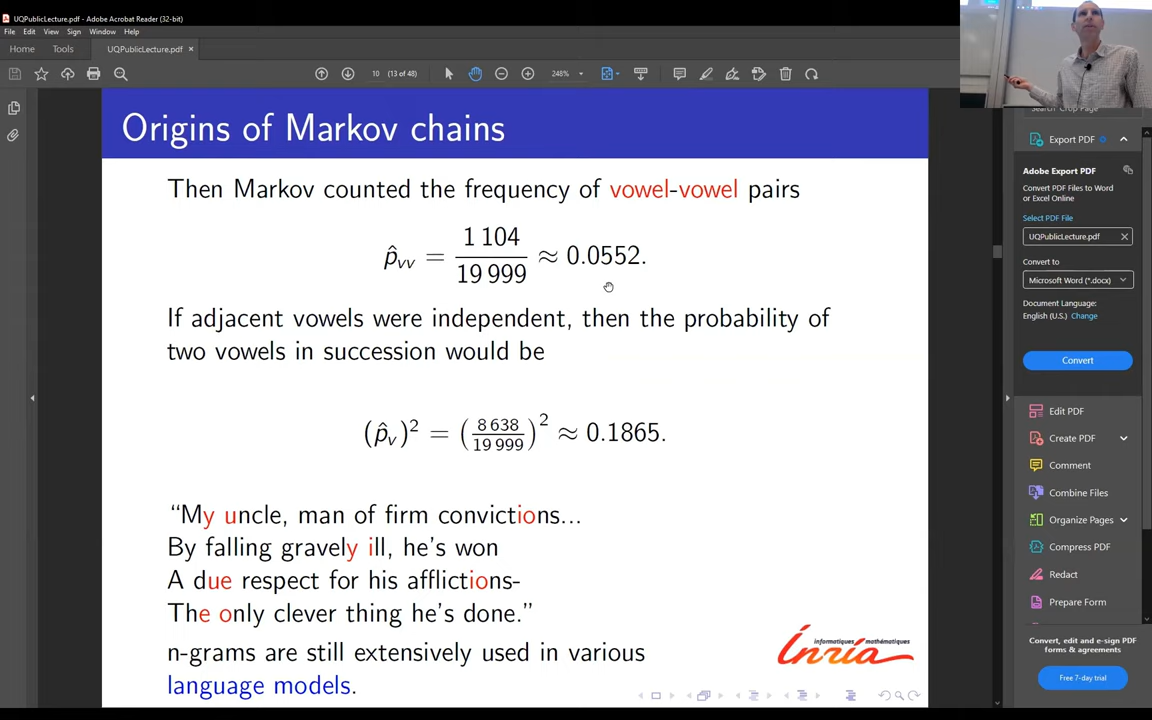 UQPublicLecture.pdf - Adobe Acrobat Reader (32-bit)
File Edit View Sign Window Help
Home Tools UQPublicLecture.pdf ×
10 (13 of 48) 248%
Export PDF
Adobe Export PDF
Convert PDF Files to Word
or Excel Online
Select PDF File
UQPublicLecture.pdf
Convert to
Microsoft Word (*.docx)
Document Language:
English (U.S.) Change
Convert
Edit PDF
Create PDF
Comment
Combine Files
Organize Pages
Compress PDF
Redact
Prepare Form
Convert, edit and e-sign PDF
forms & agreements
Free 7-day trial
Origins of Markov chains
Then Markov counted the frequency of vowel-vowel pairs
p̂vv = 1 104 / 19 999 ≈ 0.0552.
If adjacent vowels were independent, then the probability of
two vowels in succession would be
(p̂v)² = (8 638 / 19 999)² ≈ 0.1865.
“My uncle, man of firm convictions...
By falling gravely ill, he’s won
A due respect for his afflictions-
The only clever thing he’s done.”
n-grams are still extensively used in various
language models.
informatiques mathématiques
Inria